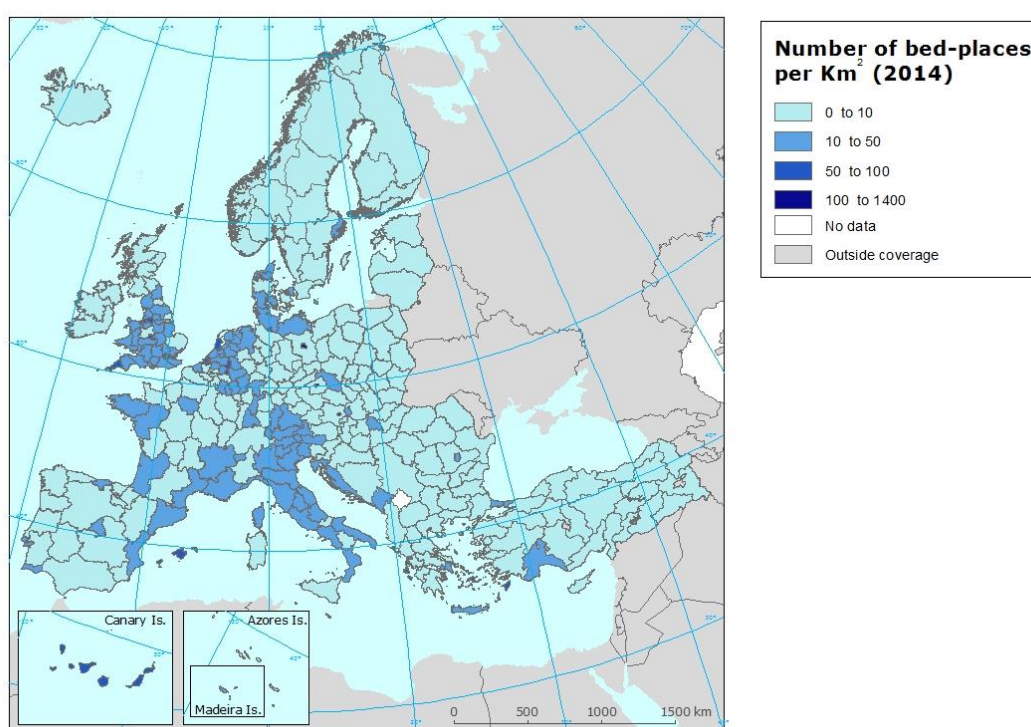 Number of bed-places
per Km² (2014)
0 to 10
10 to 50
50 to 100
100 to 1400
No data
Outside coverage
Canary Is.
Azores Is.
Madeira Is.
0 500 1000 1500 km